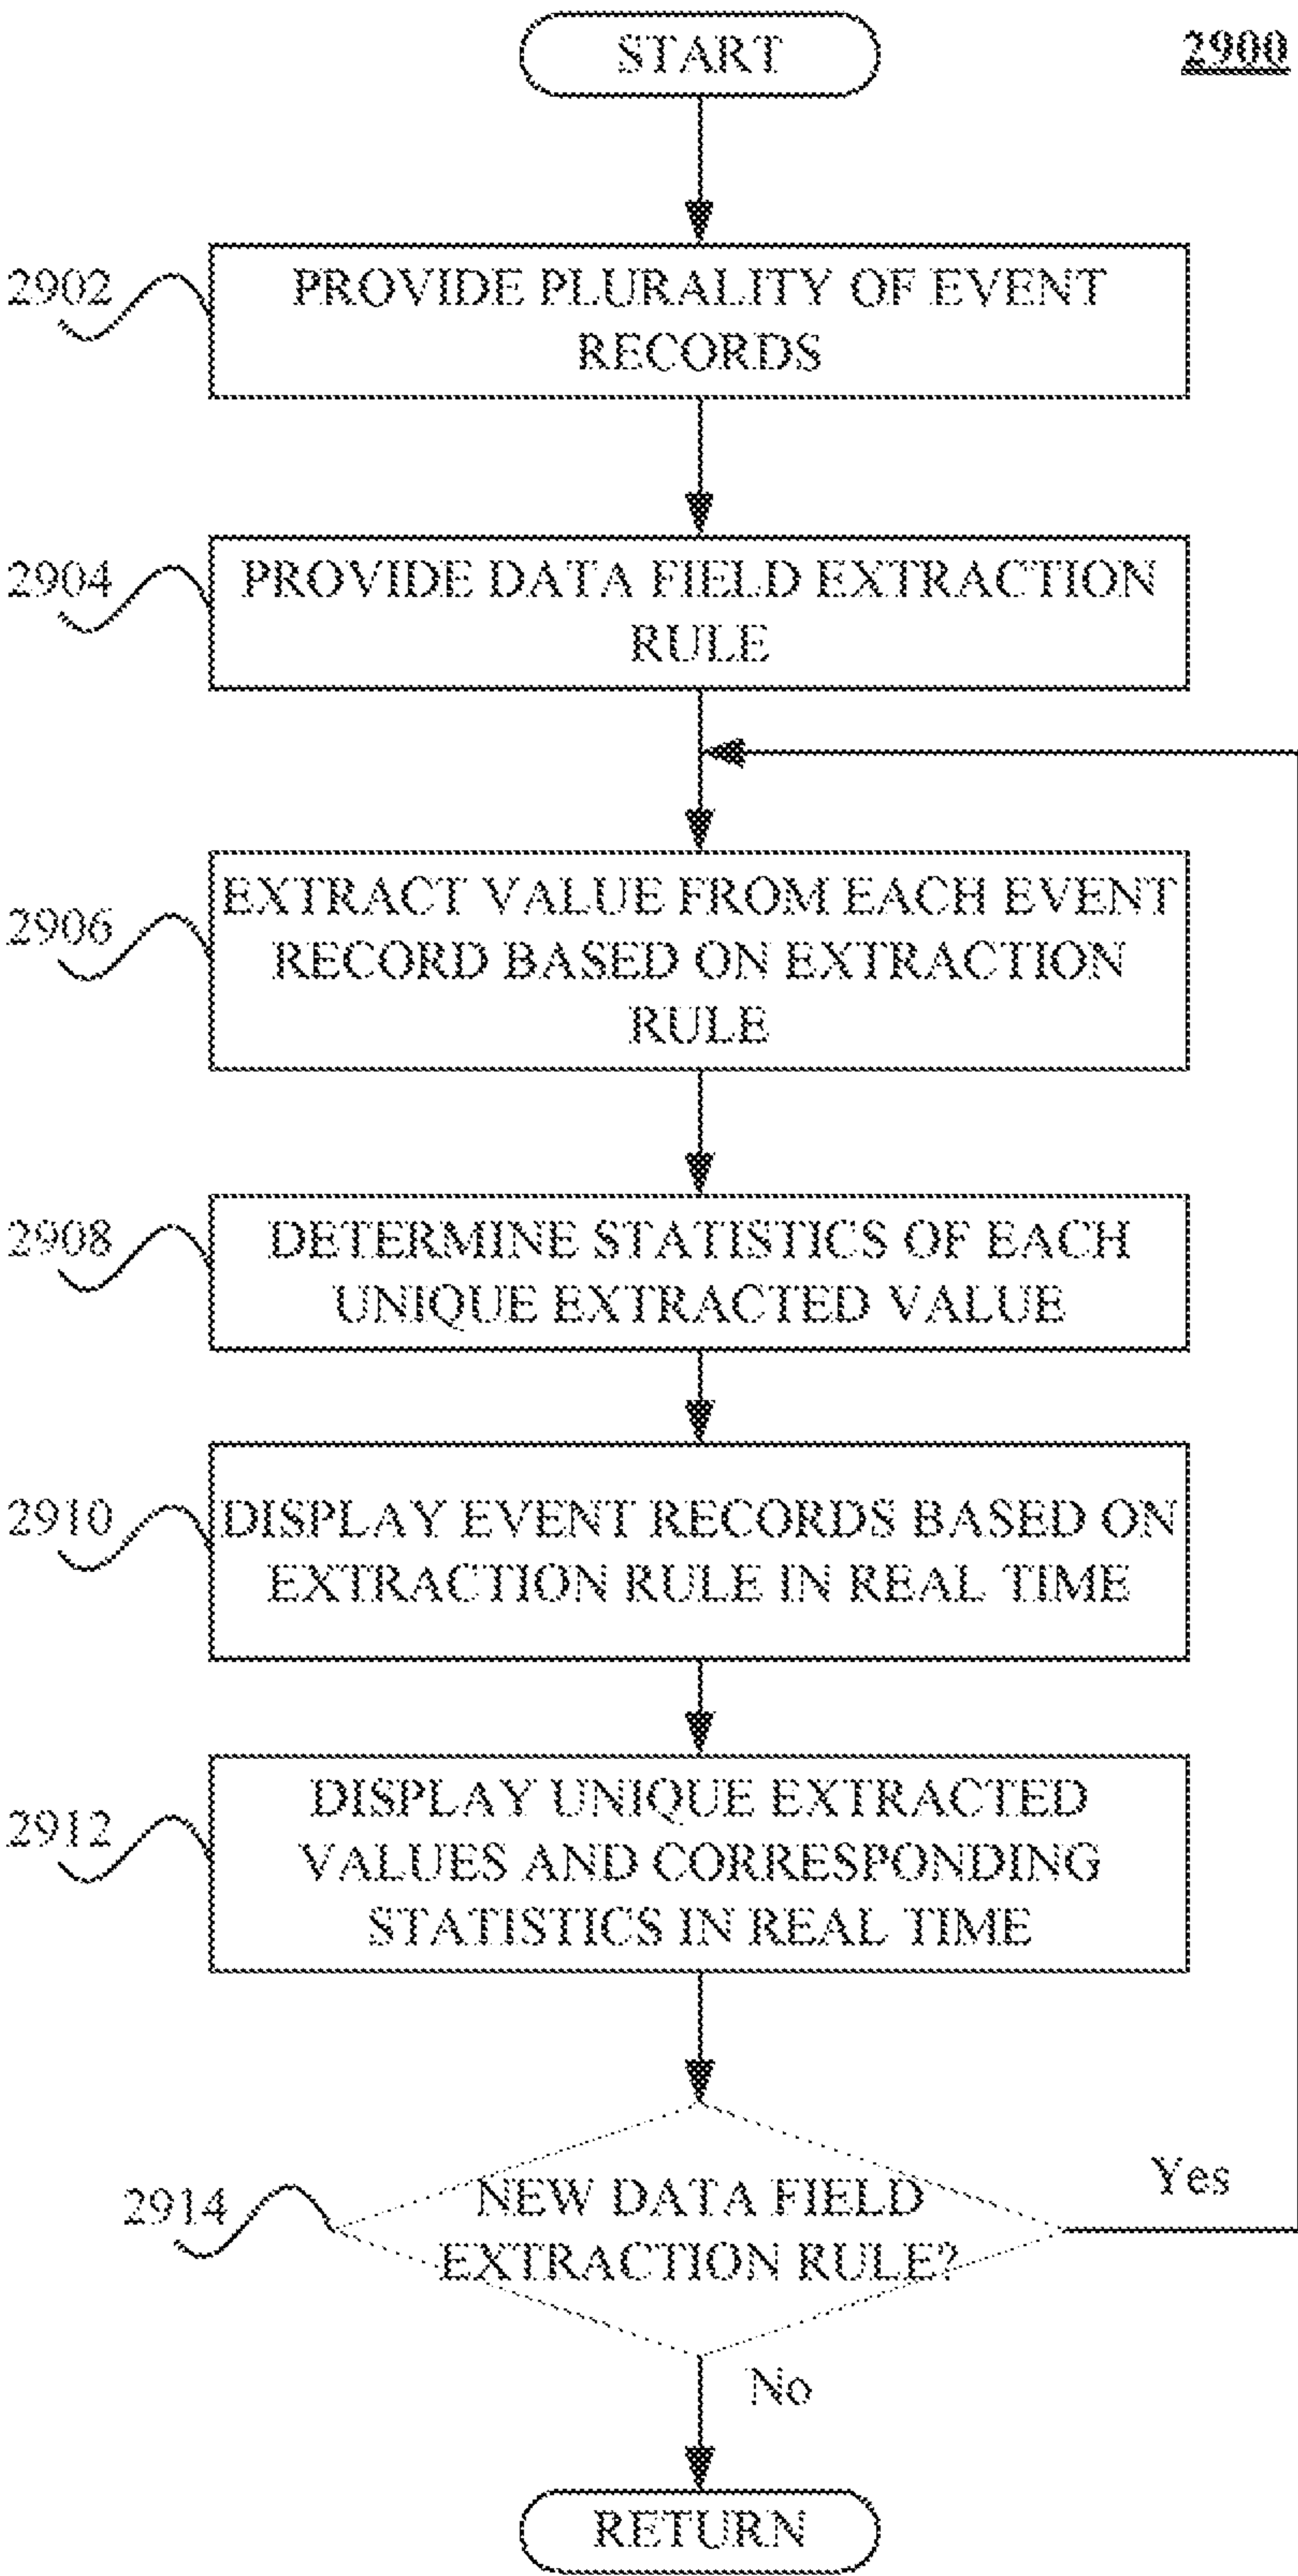 START
2900
2902
PROVIDE PLURALITY OF EVENT
RECORDS
2904
PROVIDE DATA FIELD EXTRACTION
RULE
2906
EXTRACT VALUE FROM EACH EVENT
RECORD BASED ON EXTRACTION
RULE
2908
DETERMINE STATISTICS OF EACH
UNIQUE EXTRACTED VALUE
2910
DISPLAY EVENT RECORDS BASED ON
EXTRACTION RULE IN REAL TIME
2912
DISPLAY UNIQUE EXTRACTED
VALUES AND CORRESPONDING
STATISTICS IN REAL TIME
2914
NEW DATA FIELD
EXTRACTION RULE?
Yes
No
RETURN